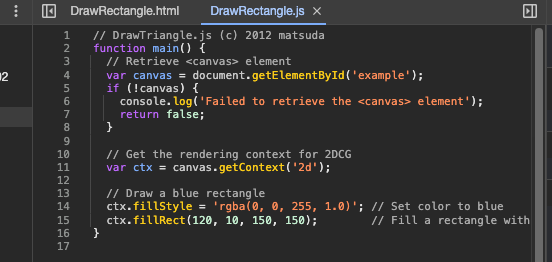 DrawRectangle.html DrawRectangle.js ×
02
1 // DrawTriangle.js (c) 2012 matsuda
2 function main() {
3 // Retrieve <canvas> element
4 var canvas = document.getElementById('example');
5 if (!canvas) {
6 console.log('Failed to retrieve the <canvas> element');
7 return false;
8 }
9
10 // Get the rendering context for 2DCG
11 var ctx = canvas.getContext('2d');
12
13 // Draw a blue rectangle
14 ctx.fillStyle = 'rgba(0, 0, 255, 1.0)'; // Set color to blue
15 ctx.fillRect(120, 10, 150, 150); // Fill a rectangle with
16 }
17